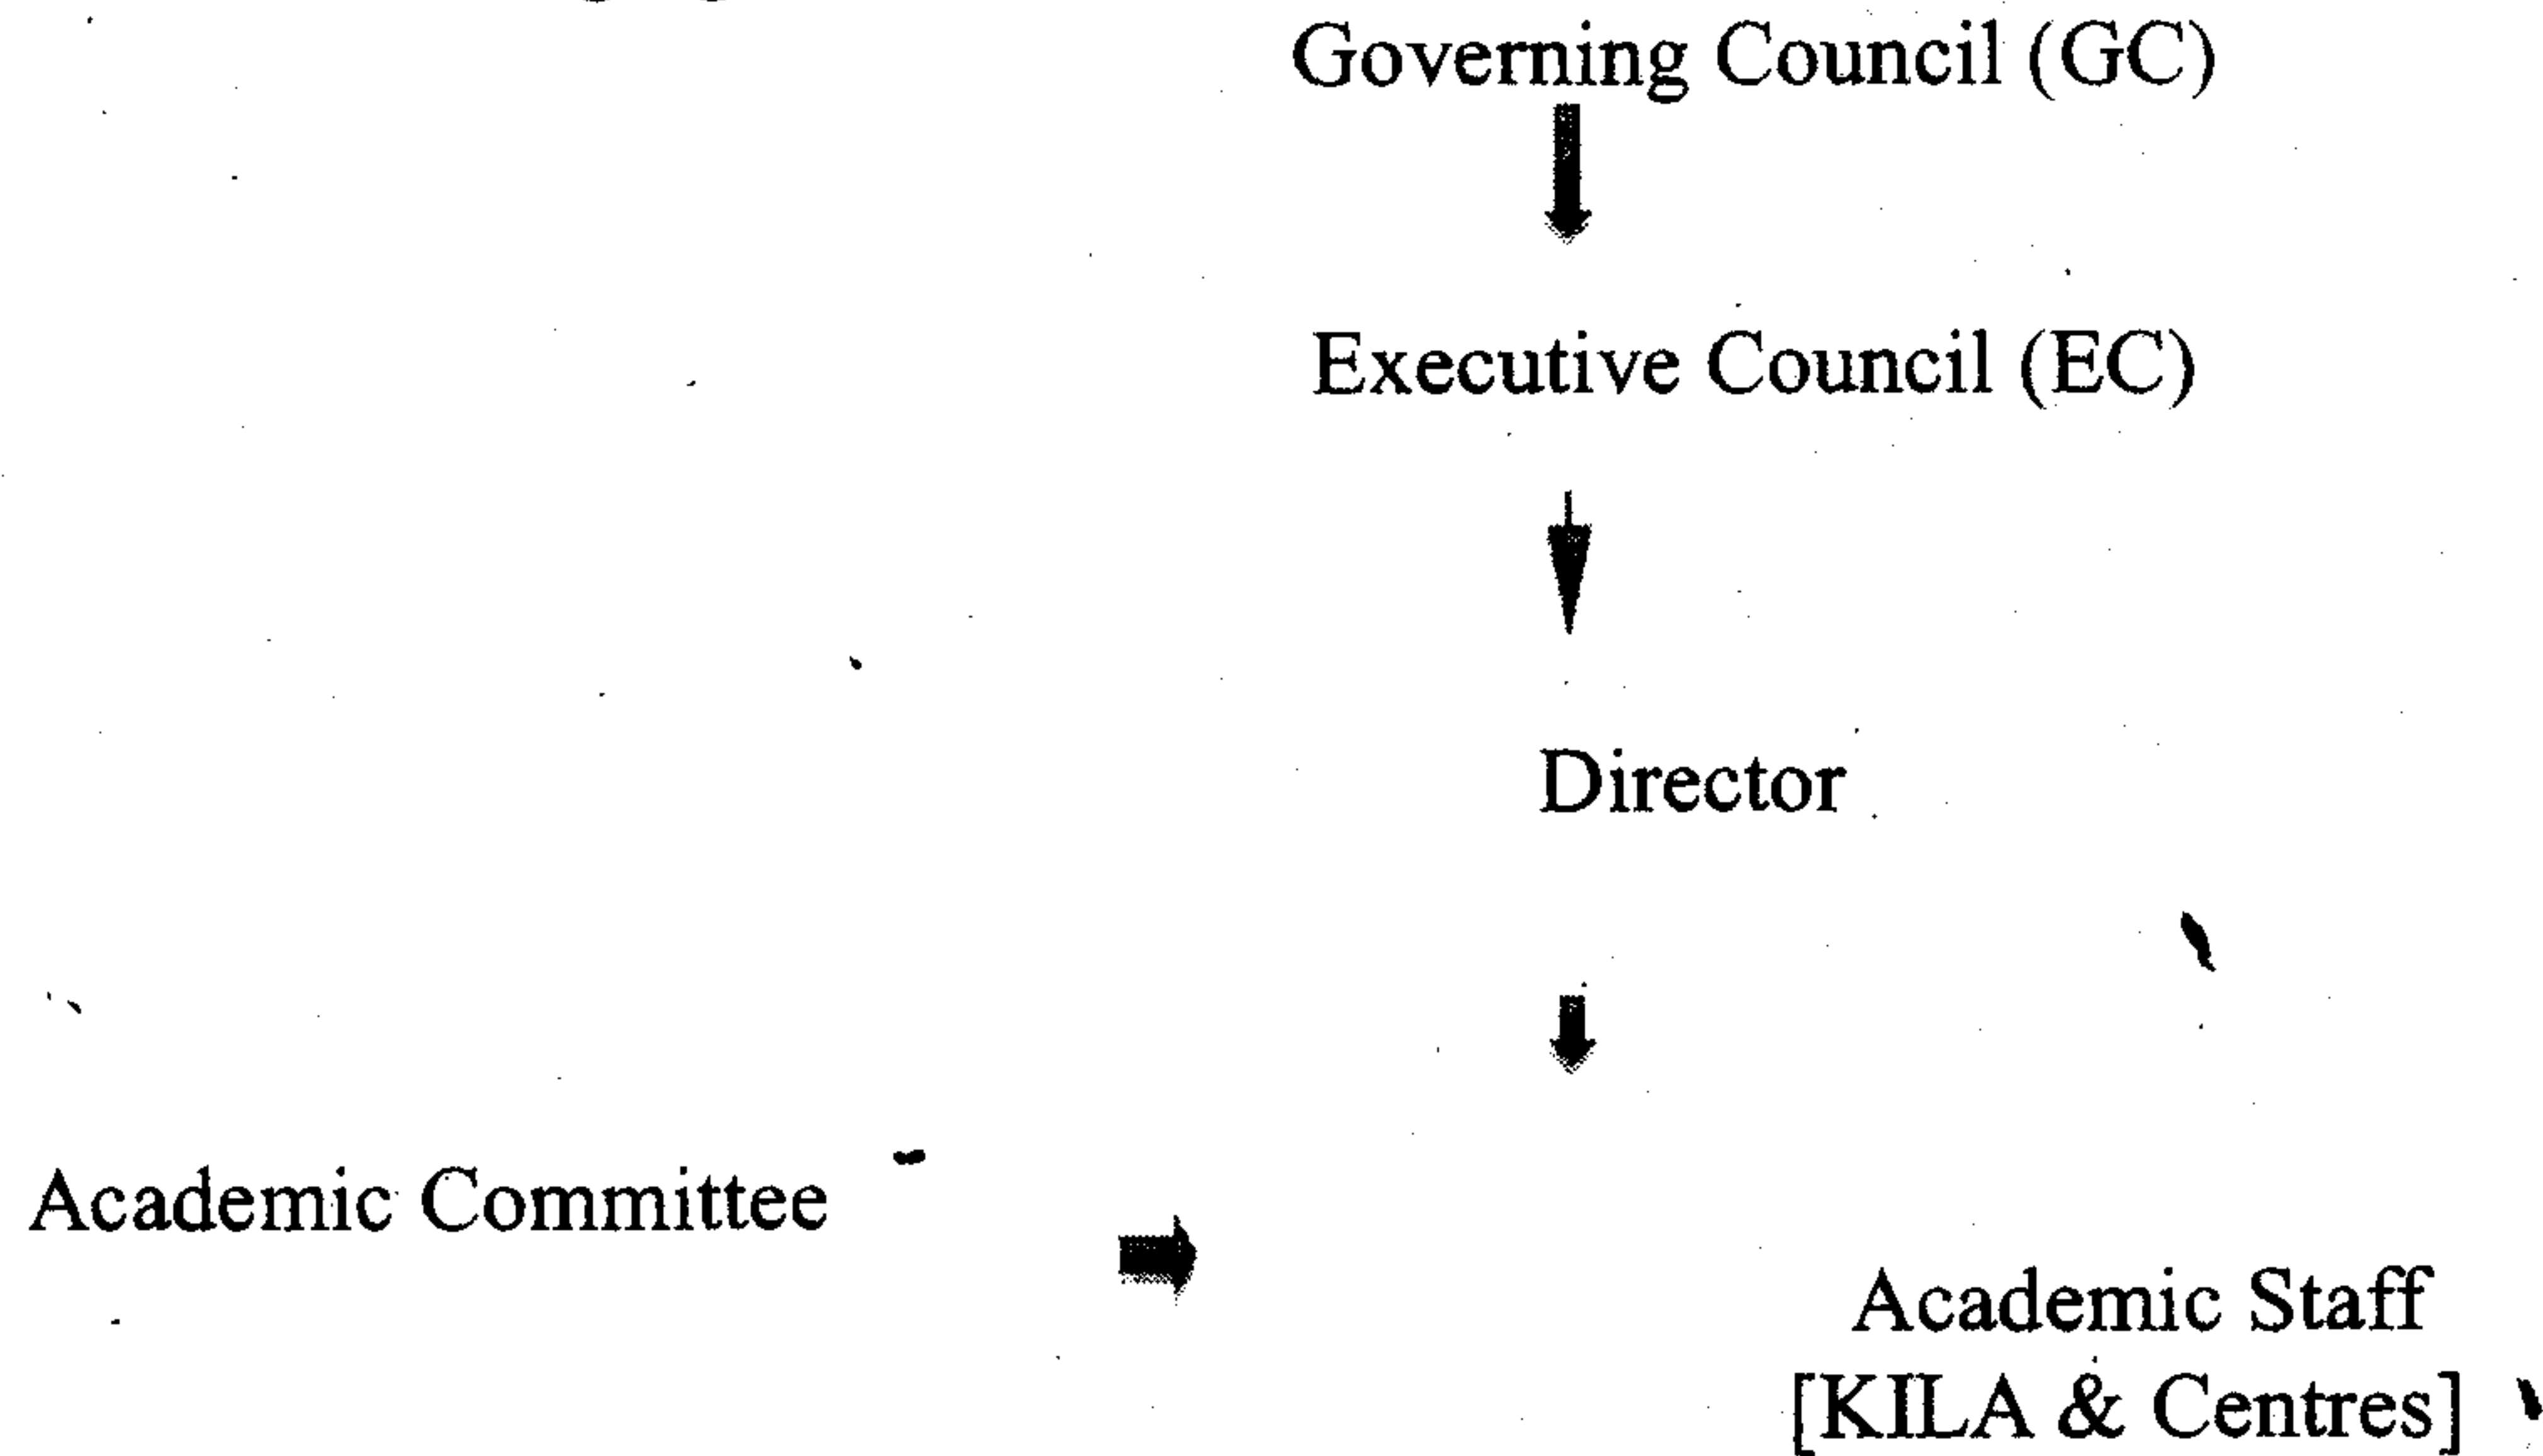 Governing Council (GC)
Executive Council (EC)
Director
Academic Committee
Academic Staff
[KILA & Centres]